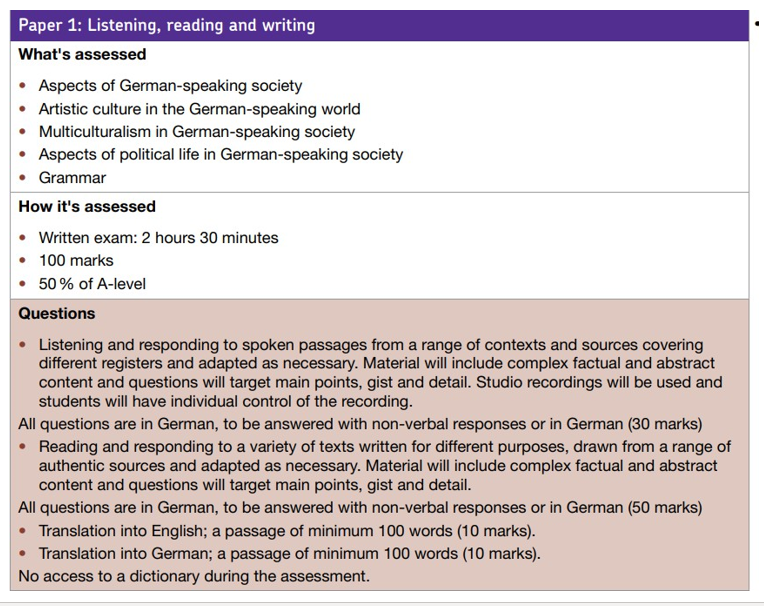 Paper 1: Listening, reading and writing
What's assessed
• Aspects of German-speaking society
• Artistic culture in the German-speaking world
• Multiculturalism in German-speaking society
• Aspects of political life in German-speaking society
• Grammar
How it's assessed
• Written exam: 2 hours 30 minutes
• 100 marks
• 50 % of A-level
Questions
• Listening and responding to spoken passages from a range of contexts and sources covering
different registers and adapted as necessary. Material will include complex factual and abstract
content and questions will target main points, gist and detail. Studio recordings will be used and
students will have individual control of the recording.
All questions are in German, to be answered with non-verbal responses or in German (30 marks)
• Reading and responding to a variety of texts written for different purposes, drawn from a range of
authentic sources and adapted as necessary. Material will include complex factual and abstract
content and questions will target main points, gist and detail.
All questions are in German, to be answered with non-verbal responses or in German (50 marks)
• Translation into English; a passage of minimum 100 words (10 marks).
• Translation into German; a passage of minimum 100 words (10 marks).
No access to a dictionary during the assessment.